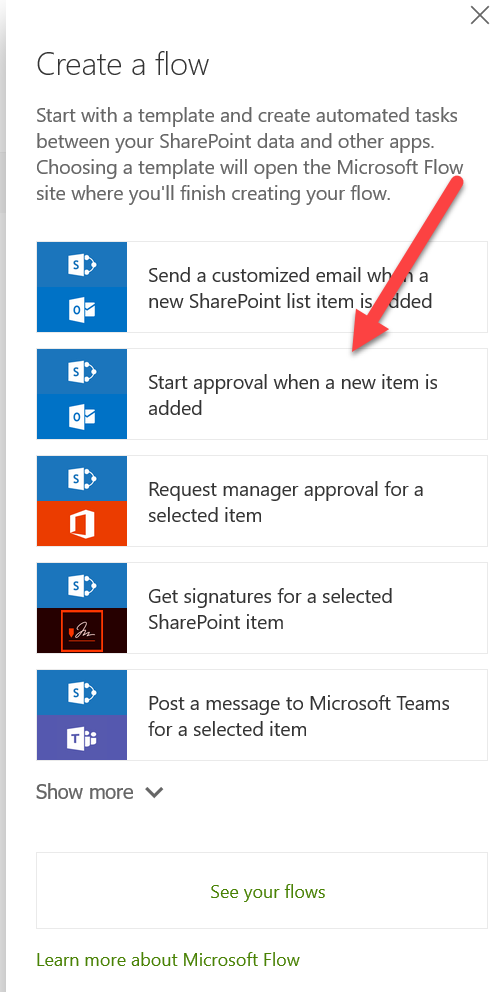 Create a flow
Start with a template and create automated tasks
between your SharePoint data and other apps.
Choosing a template will open the Microsoft Flow
site where you'll finish creating your flow.
S
Send a customized email when a
new SharePoint list item is added
O
S
Start approval when a new item is
added
O
S
Request manager approval for a
selected item
S
Get signatures for a selected
SharePoint item
S
Post a message to Microsoft Teams
for a selected item
T
Show more
See your flows
Learn more about Microsoft Flow